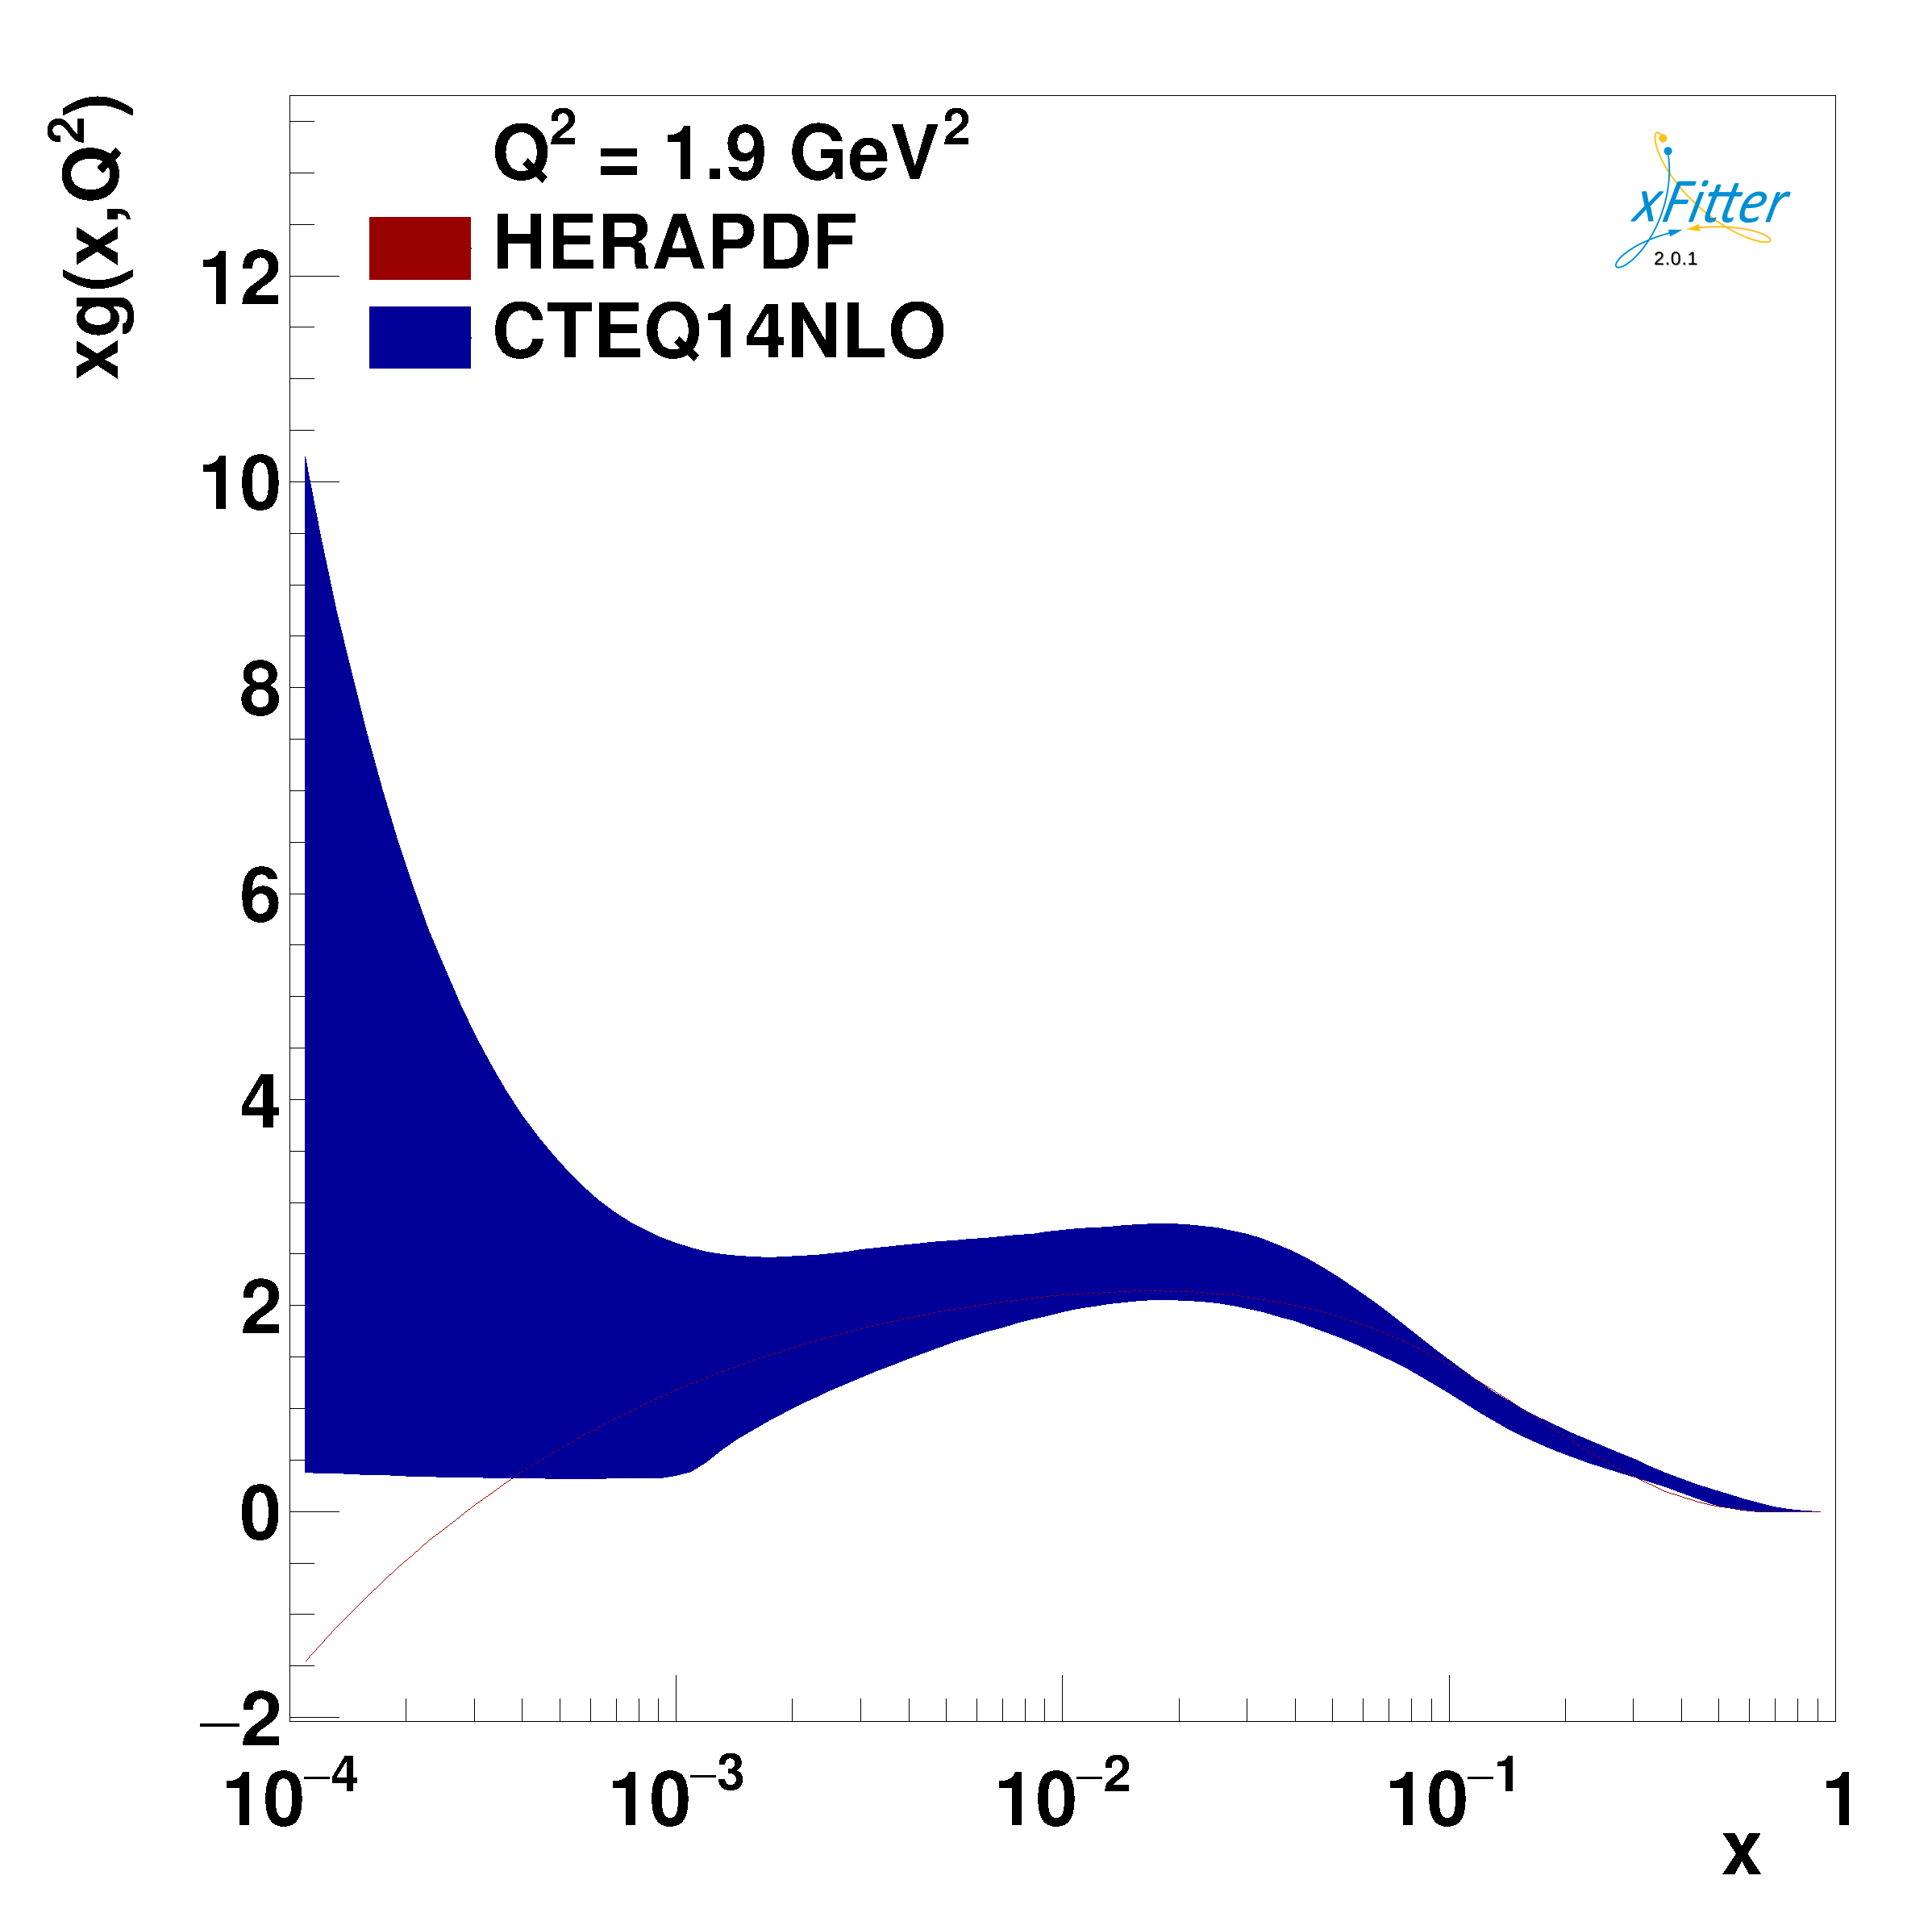 xg(x,Q²)
Q² = 1.9 GeV²
HERAPDF
CTEQ14NLO
xFitter
2.0.1
12
10
8
6
4
2
0
−2
10⁻⁴ 10⁻³ 10⁻² 10⁻¹ 1
x